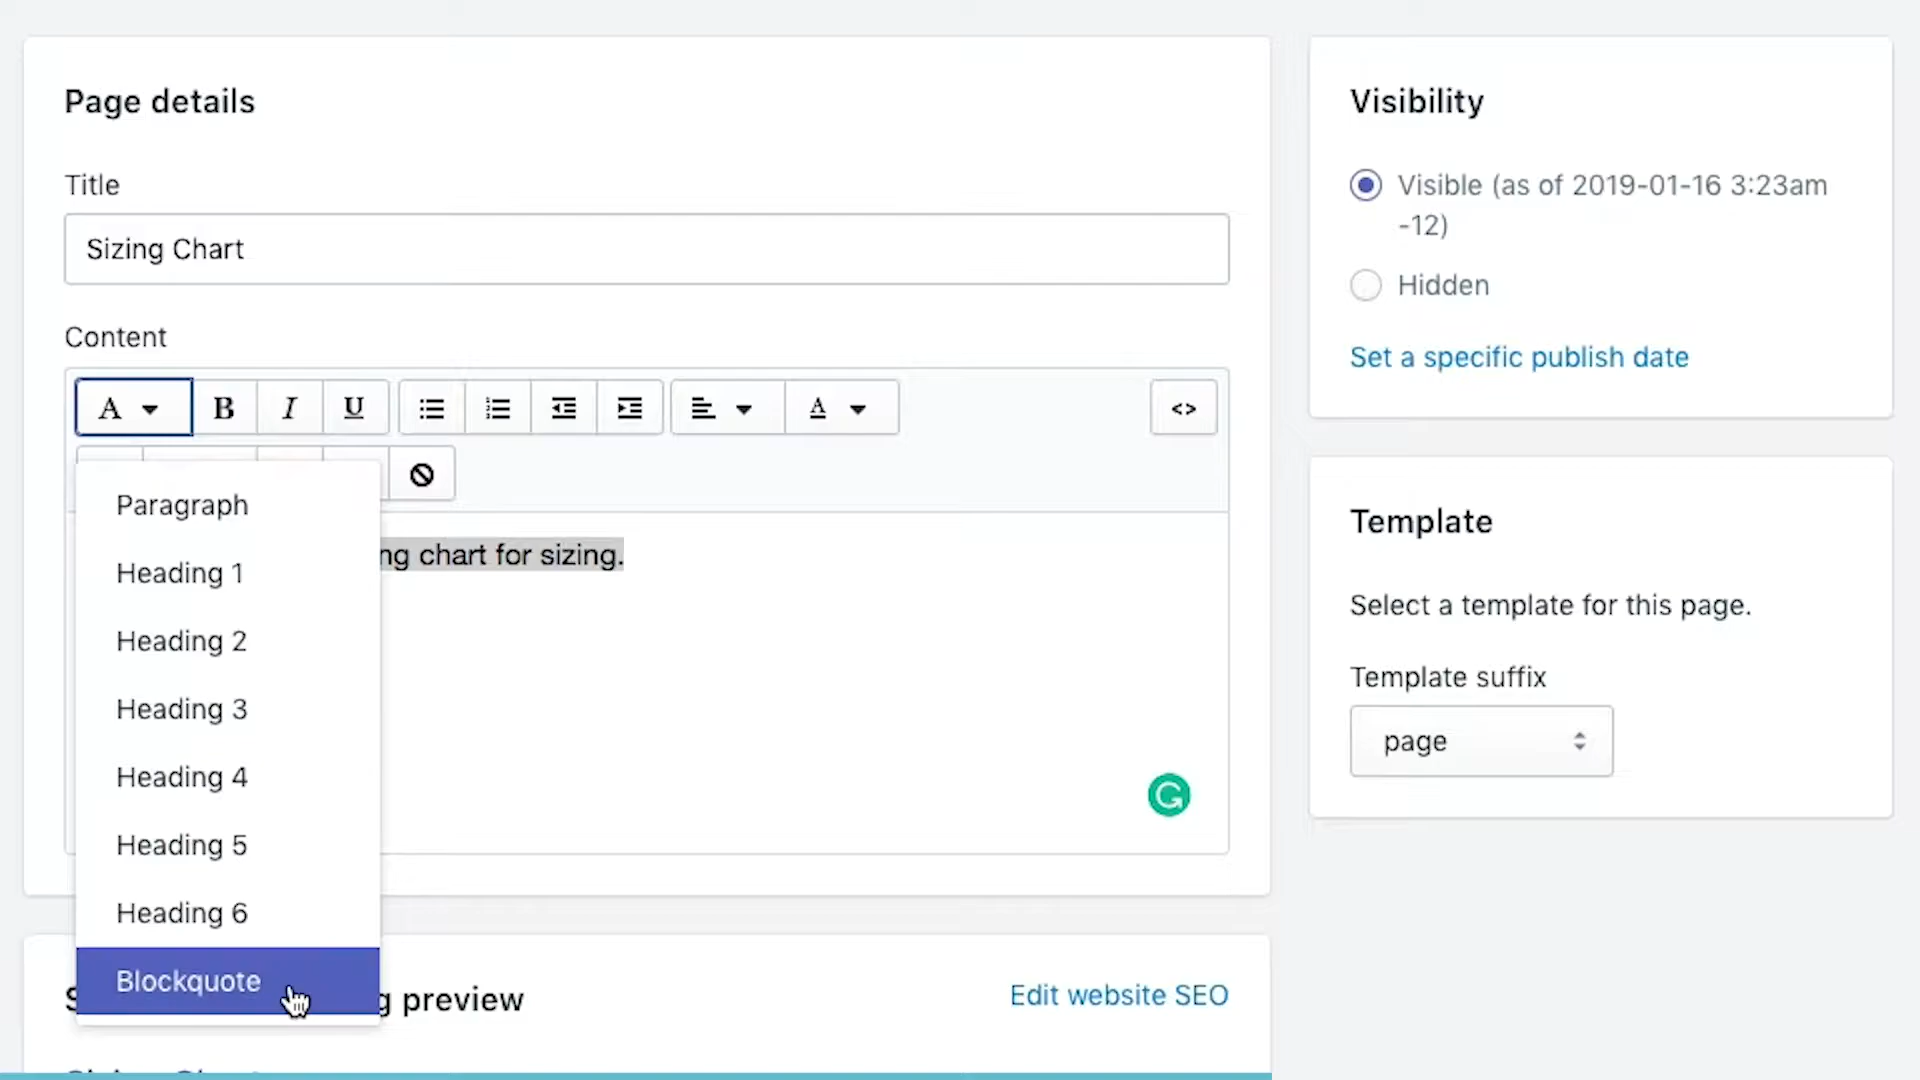 Page details
Title
Sizing Chart
Content
A
B I U
A
<>
Paragraph
ng chart for sizing.
Heading 1
Heading 2
Heading 3
Heading 4
Heading 5
Heading 6
Blockquote
g preview
Edit website SEO
Visibility
Visible (as of 2019-01-16 3:23am
-12)
Hidden
Set a specific publish date
Template
Select a template for this page.
Template suffix
page